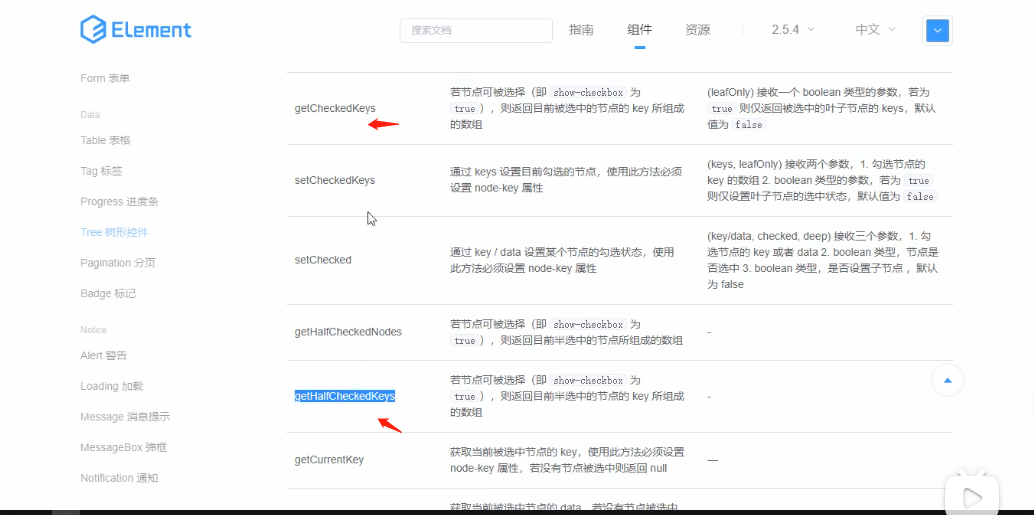 Element
搜索文档
指南
组件
资源
2.5.4
中文
Form 表单
Data
Table 表格
Tag 标签
Progress 进度条
Tree 树形控件
Pagination 分页
Badge 标记
Notice
Alert 警告
Loading 加载
Message 消息提示
MessageBox 弹框
Notification 通知
getCheckedKeys
若节点可被选择（即 show-checkbox 为
true ），则返回目前被选中的节点的 key 所组成
的数组
(leafOnly) 接收一个 boolean 类型的参数，若为
true 则仅返回被选中的叶子节点的 keys，默认
值为 false
setCheckedKeys
通过 keys 设置目前勾选的节点，使用此方法必须
设置 node-key 属性
(keys, leafOnly) 接收两个参数，1. 勾选节点的
key 的数组 2. boolean 类型的参数，若为 true
则仅设置叶子节点的选中状态，默认值为 false
setChecked
通过 key / data 设置某个节点的勾选状态，使用
此方法必须设置 node-key 属性
(key/data, checked, deep) 接收三个参数，1. 勾
选节点的 key 或者 data 2. boolean 类型，节点是
否选中 3. boolean 类型，是否设置子节点 ，默认
为 false
getHalfCheckedNodes
若节点可被选择（即 show-checkbox 为
true ），则返回目前半选中的节点所组成的数组
-
getHalfCheckedKeys
若节点可被选择（即 show-checkbox 为
true ），则返回目前半选中的节点的 key 所组成
的数组
-
getCurrentKey
获取当前被选中节点的 key，使用此方法必须设置
node-key 属性，若没有节点被选中则返回 null
—
获取当前被选中节点的 data，若没有节点被选中